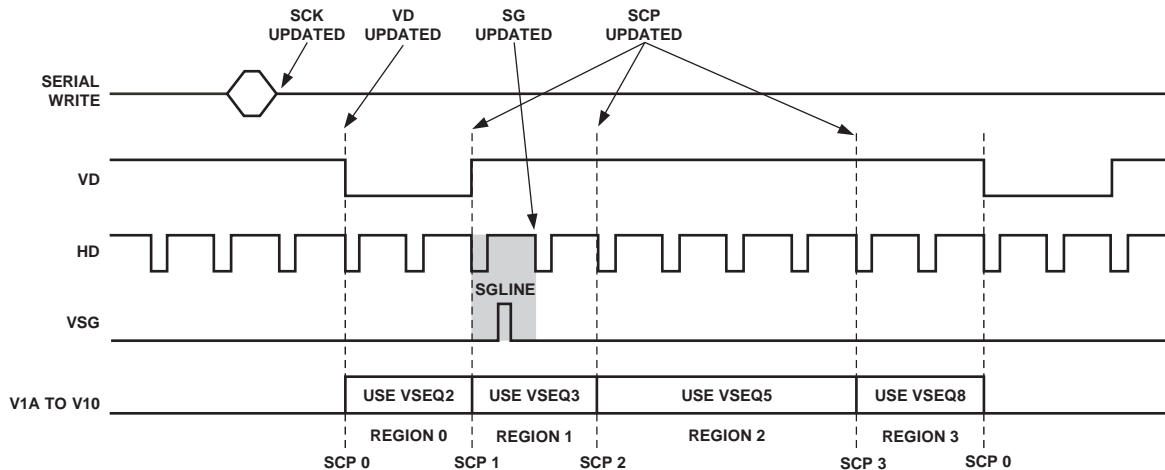 SCK
UPDATED
VD
UPDATED
SG
UPDATED
SCP
UPDATED
SERIAL
WRITE
VD
HD
SGLINE
VSG
V1A TO V10
USE VSEQ2
USE VSEQ3
USE VSEQ5
USE VSEQ8
REGION 0
REGION 1
REGION 2
REGION 3
SCP 0
SCP 1
SCP 2
SCP 3
SCP 0